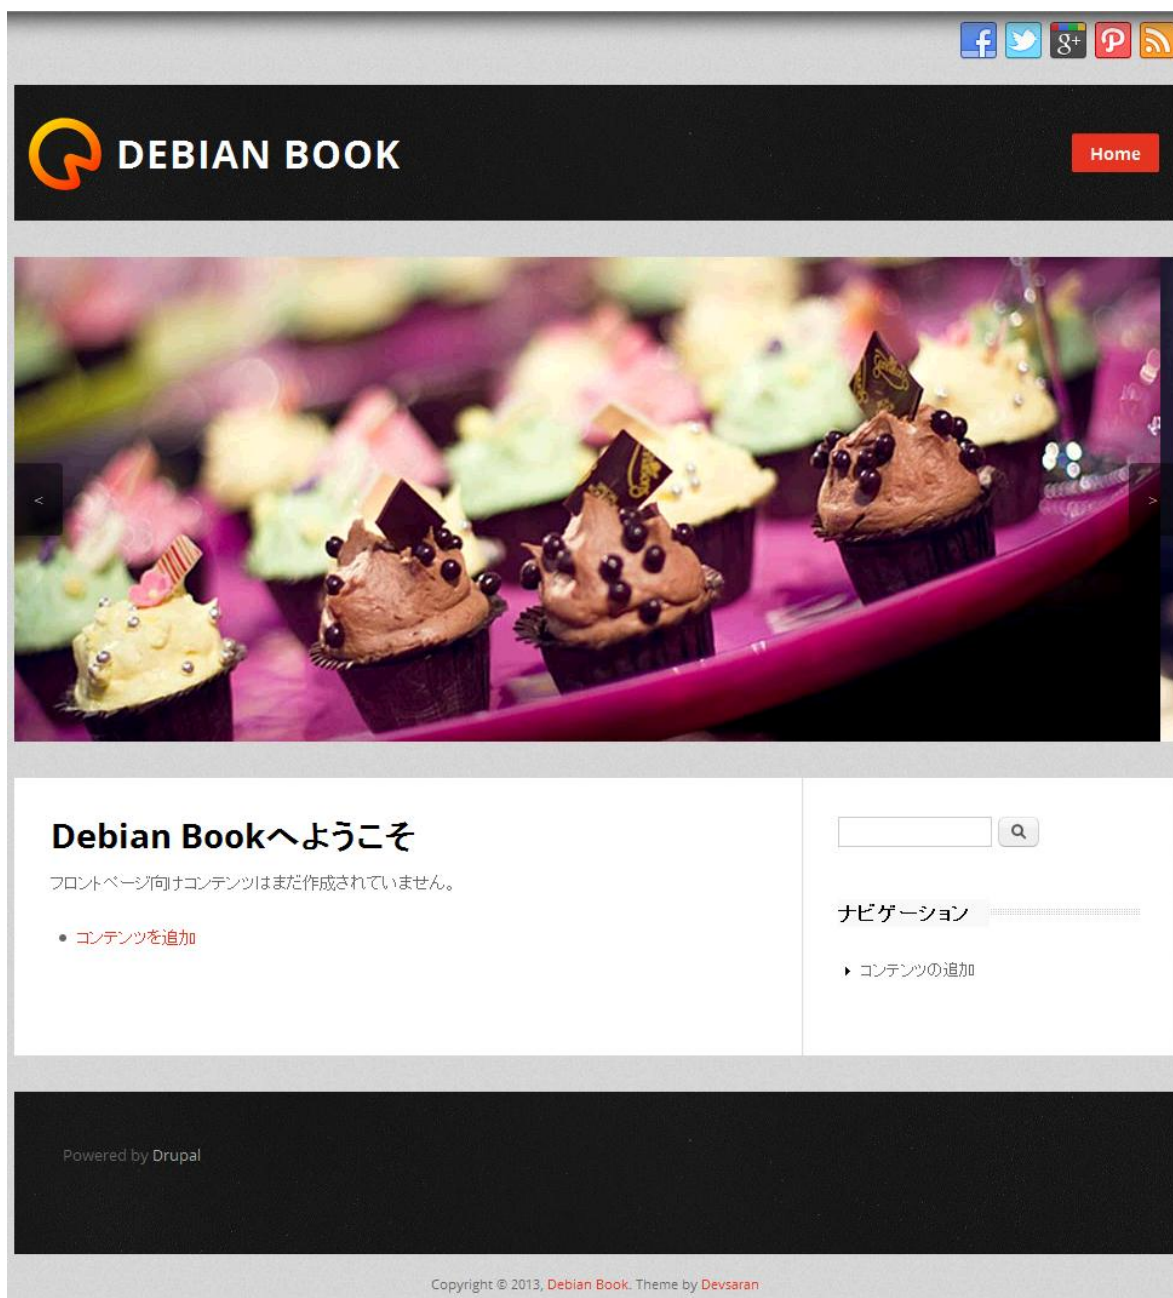 g+
DEBIAN BOOK
Home
<
>
Debian Bookへようこそ
フロントページ向けコンテンツはまだ作成されていません。
コンテンツを追加
ナビゲーション
コンテンツの追加
Powered by Drupal
Copyright © 2013, Debian Book. Theme by Devsaran